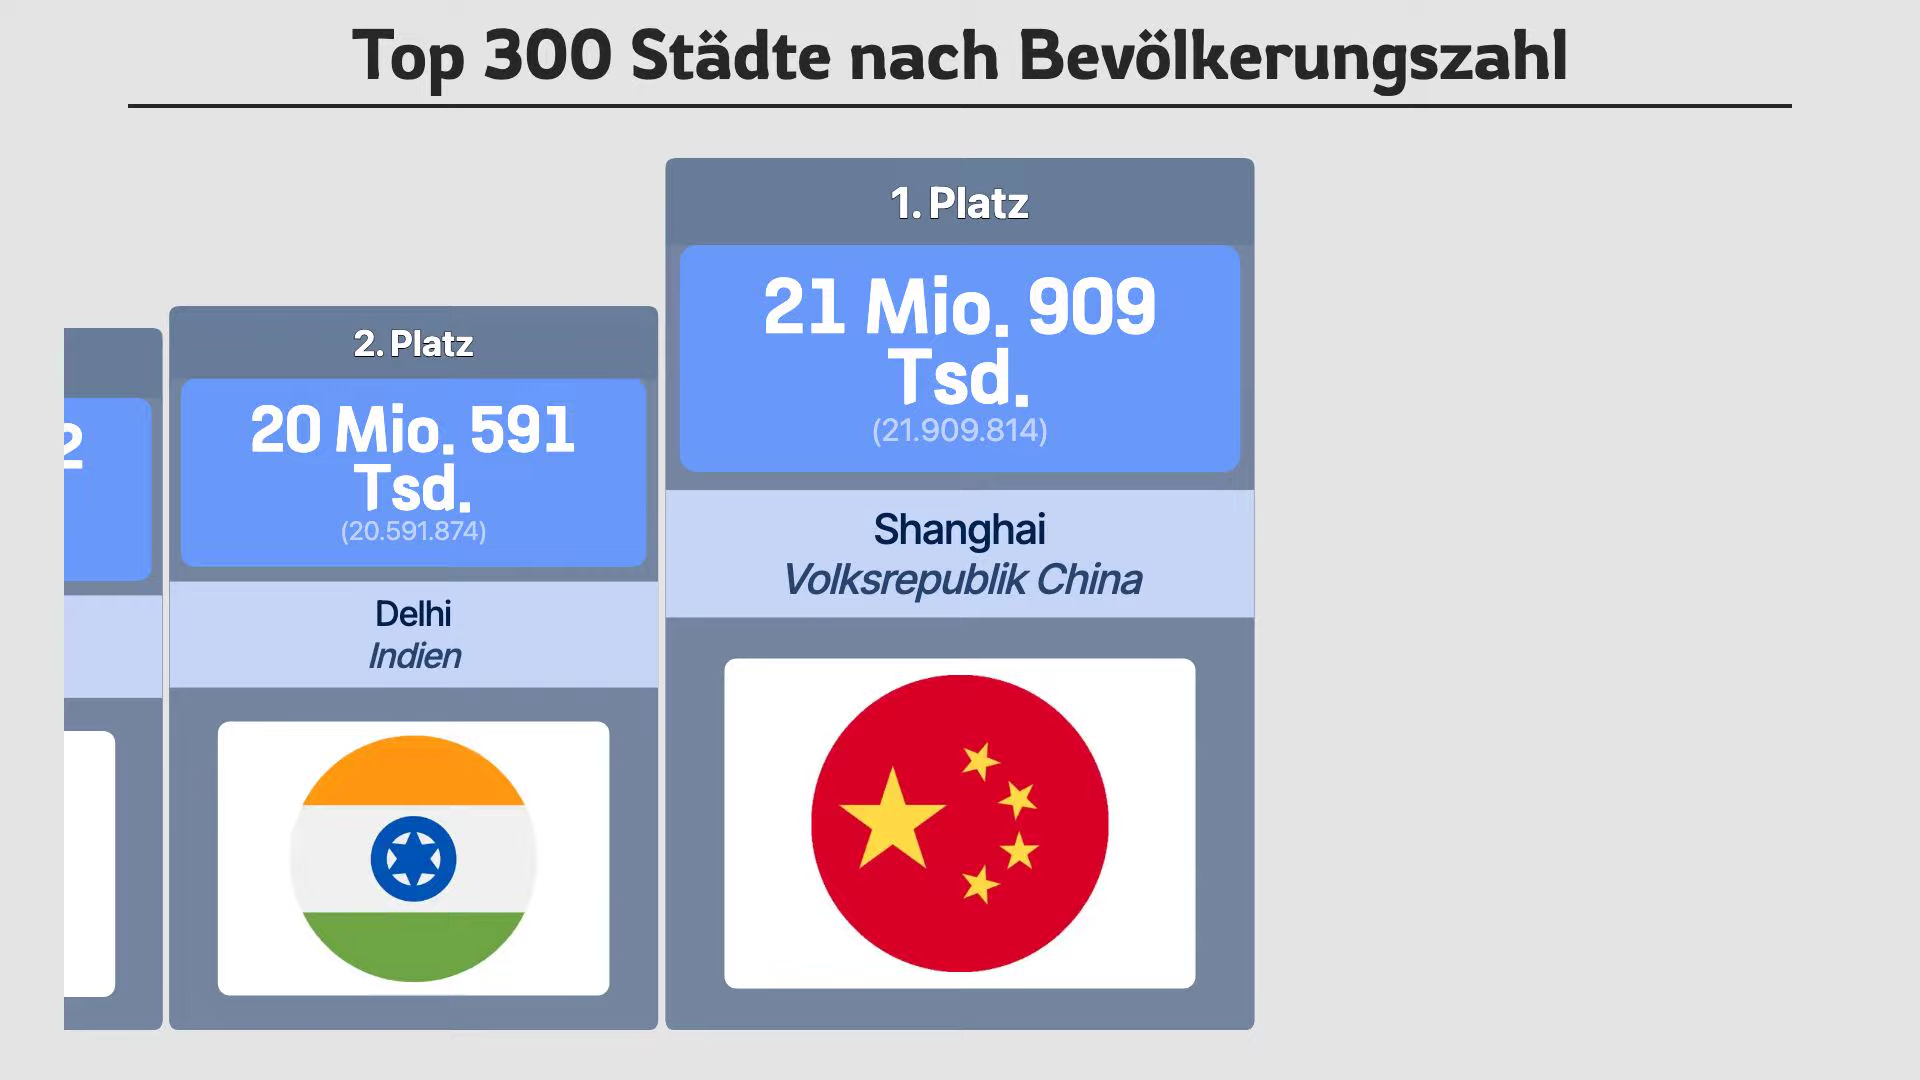 Top 300 Städte nach Bevölkerungszahl
2
2. Platz
20 Mio. 591
Tsd.
(20.591.874)
Delhi
Indien
1. Platz
21 Mio. 909
Tsd.
(21.909.814)
Shanghai
Volksrepublik China